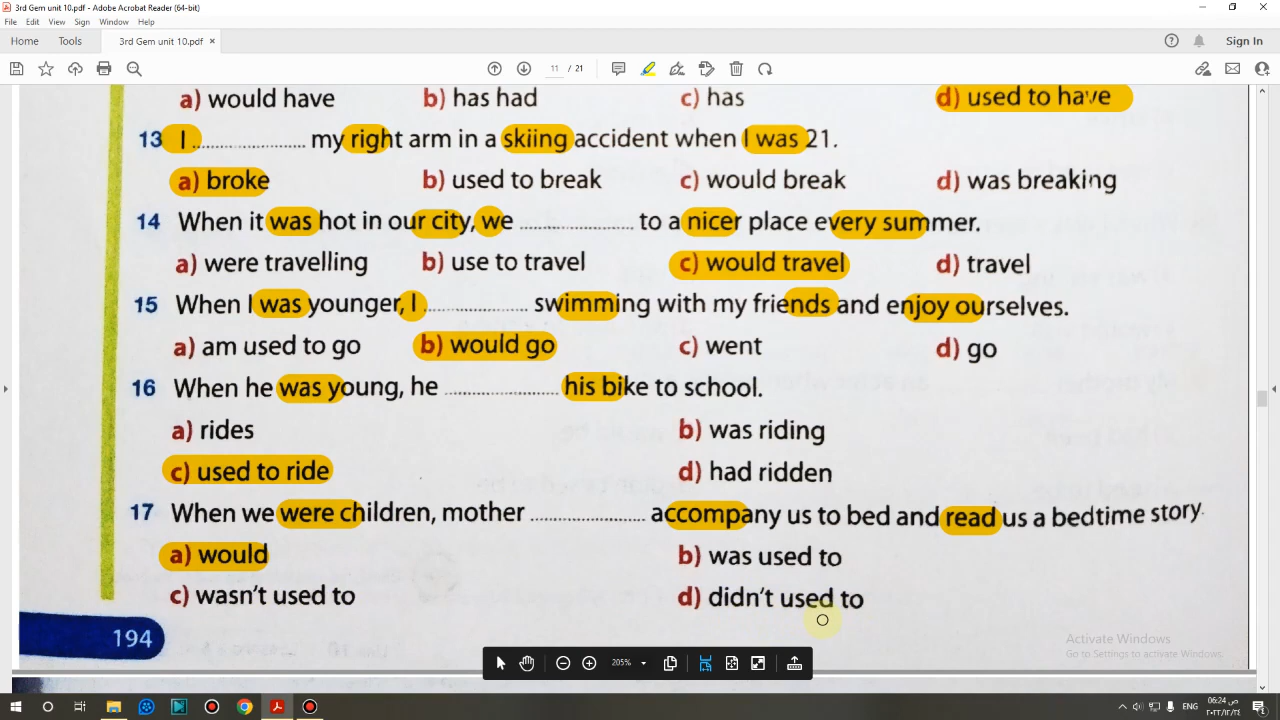 3rd Gem unit 10.pdf - Adobe Acrobat Reader (64-bit)
File Edit View Sign Window Help
Home Tools 3rd Gem unit 10.pdf × Sign In
11 / 21
a) would have b) has had c) has d) used to have
13 I .................... my right arm in a skiing accident when I was 21.
a) broke b) used to break c) would break d) was breaking
14 When it was hot in our city, we .................... to a nicer place every summer.
a) were travelling b) use to travel c) would travel d) travel
15 When I was younger, I .................... swimming with my friends and enjoy ourselves.
a) am used to go b) would go c) went d) go
16 When he was young, he .................... his bike to school.
a) rides b) was riding
c) used to ride d) had ridden
17 When we were children, mother .................... accompany us to bed and read us a bedtime story.
a) would b) was used to
c) wasn't used to d) didn't used to
194
Activate Windows
Go to Settings to activate Windows.
205%
ENG 06:24 ص
٢٠٢٢/١٢/٢٤